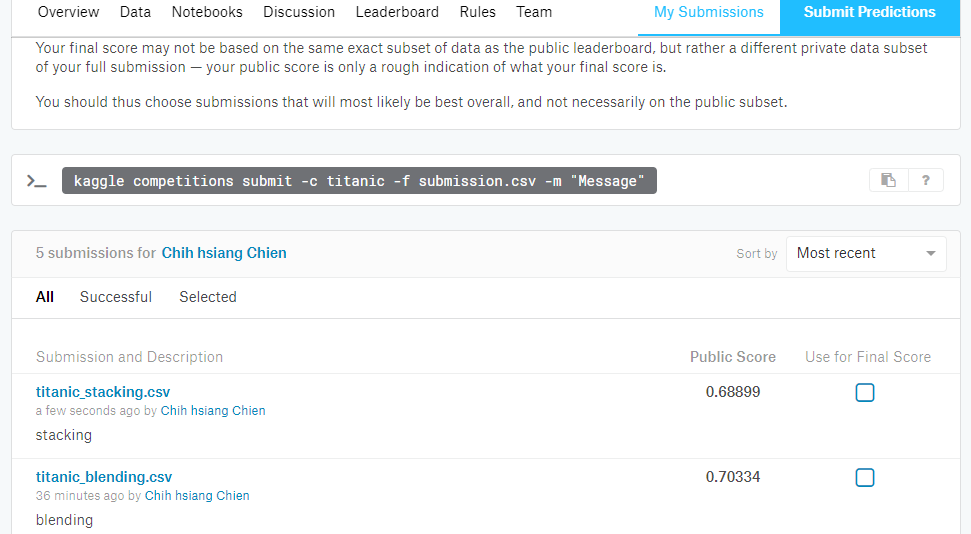 Overview Data Notebooks Discussion Leaderboard Rules Team My Submissions Submit Predictions
Your final score may not be based on the same exact subset of data as the public leaderboard, but rather a different private data subset
of your full submission — your public score is only a rough indication of what your final score is.
You should thus choose submissions that will most likely be best overall, and not necessarily on the public subset.
>_ kaggle competitions submit -c titanic -f submission.csv -m "Message" ?
5 submissions for Chih hsiang Chien Sort by Most recent
All Successful Selected
Submission and Description Public Score Use for Final Score
titanic_stacking.csv 0.68899
a few seconds ago by Chih hsiang Chien
stacking
titanic_blending.csv 0.70334
36 minutes ago by Chih hsiang Chien
blending